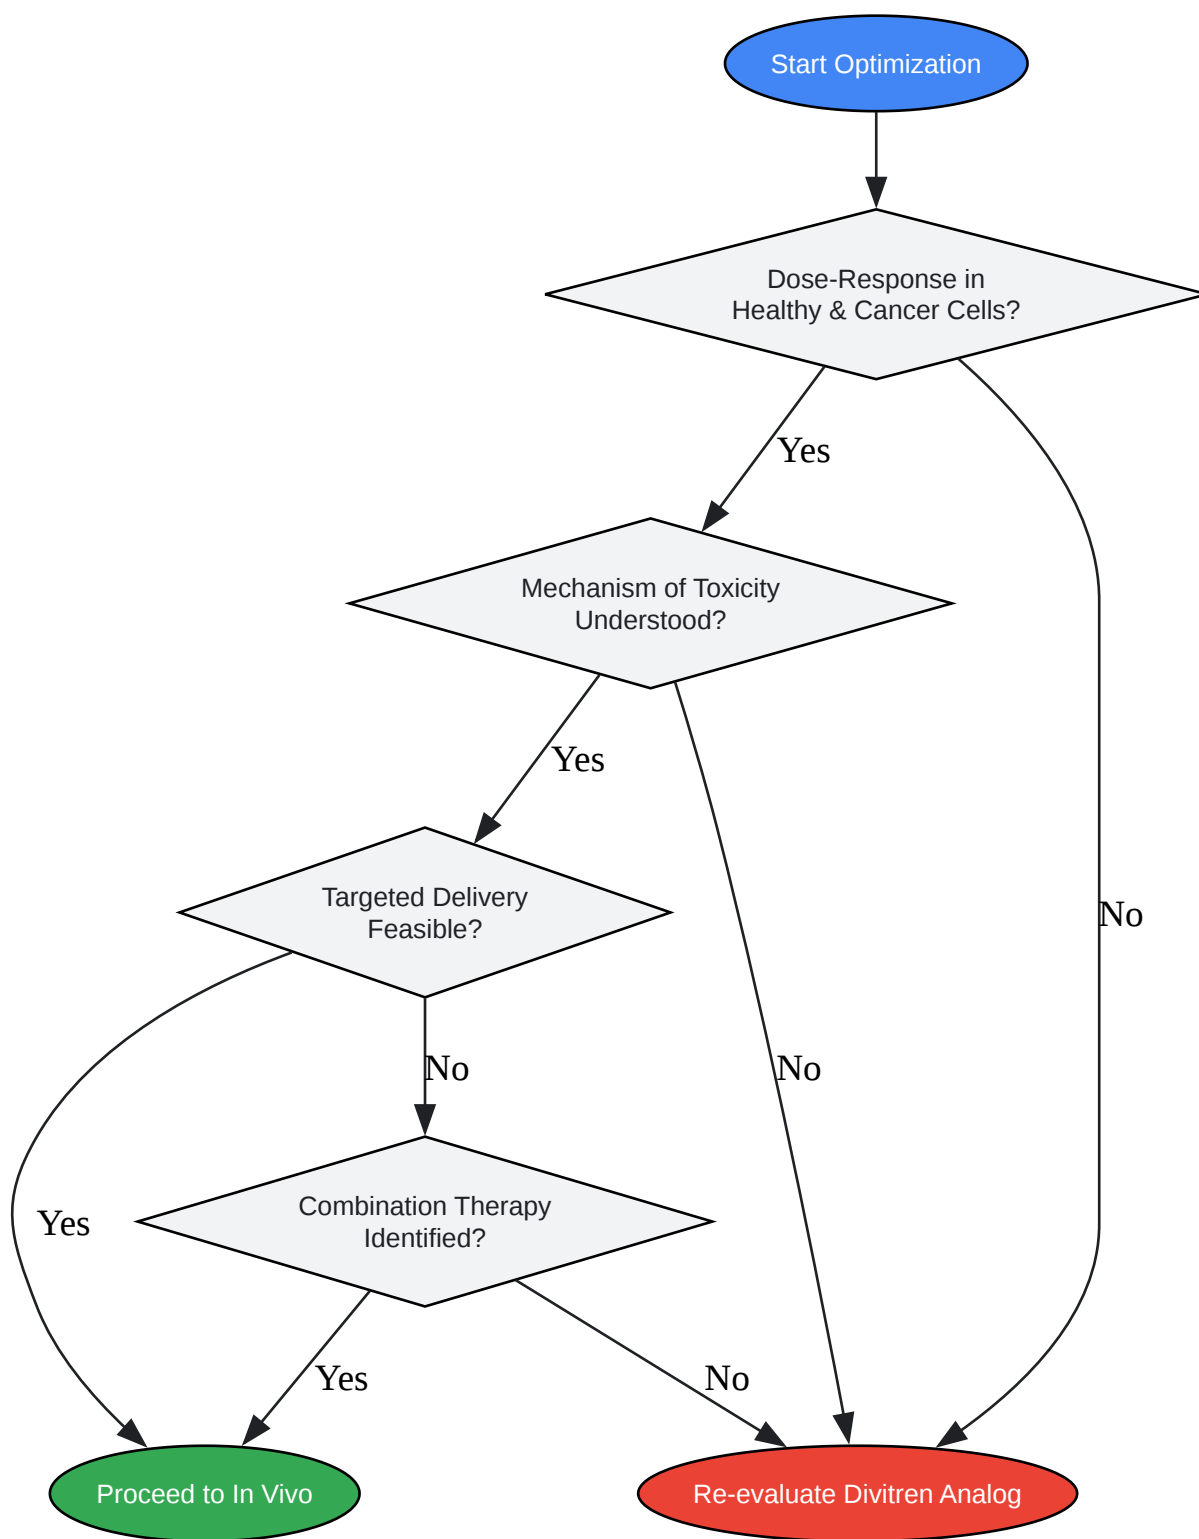 Start Optimization
Dose-Response in
Healthy & Cancer Cells?
Yes
Mechanism of Toxicity
Understood?
Yes
Targeted Delivery
Feasible?
No
No
No
Combination Therapy
Identified?
Yes
Yes
No
Proceed to In Vivo
Re-evaluate Divitren Analog